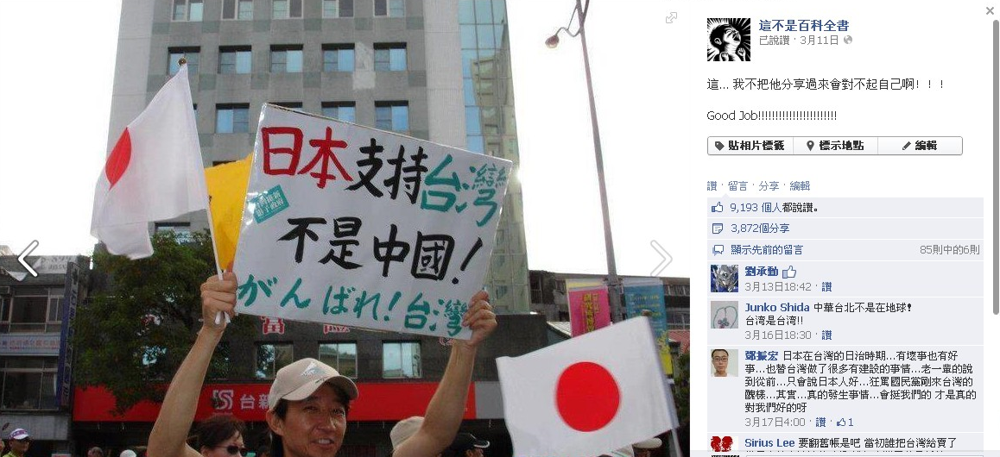 日本支持台灣
不是中國!
がんばれ!台灣
台新
這不是百科全書
已說讚 · 3月11日
這... 我不把他分享過來會對不起自己啊！！！
Good Job!!!!!!!!!!!!!!!!!!!!!!!
貼相片標籤
標示地點
編輯
讚 · 留言 · 分享 · 編輯
9,193 個人都說讚。
3,872個分享
顯示先前的留言
85則中的6則
劉承勳
3月13日18:42 · 讚
Junko Shida 中華台北不是在地球!
台湾是台湾!!
3月16日18:30 · 讚
鄭振宏 日本在台灣的日治時期...有壞事也有好
事...也替台灣做了很多有建設的事情...老一輩的說
到從前...只會說日本人好...狂罵國民黨剛來台灣的
醜樣...其實...真的發生事情...會挺我們的 才是真的
對我們好的呀
3月17日4:00 · 讚 · 1
Sirius Lee 要翻舊帳是吧 當初誰把台灣給賣了